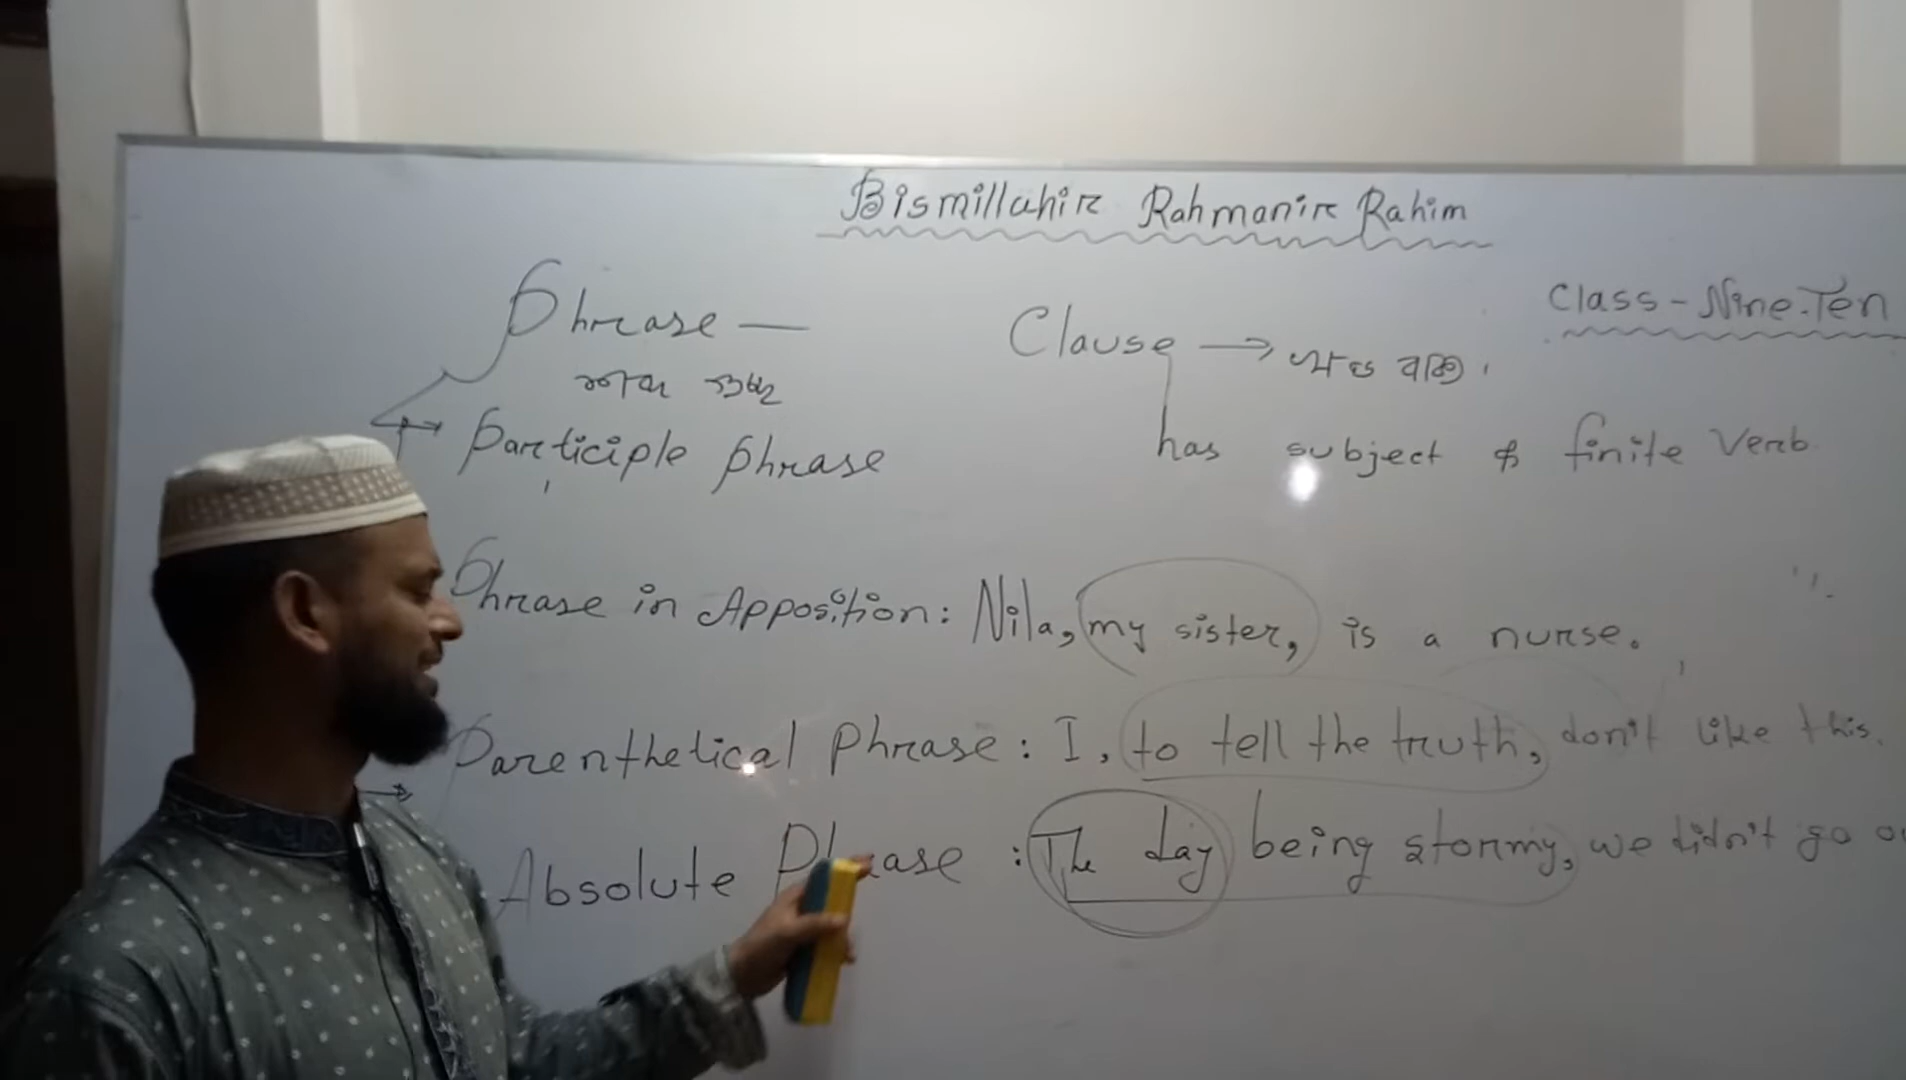 Bismillahir Rahmanir Rahim
Class - Nine-Ten
Phrase —
Clause → খণ্ড বাক্য।
Participle phrase
has subject & finite verb
Phrase in Apposition: Nila, my sister, is a nurse.
Parenthetical phrase: I, to tell the truth, don't like this.
Absolute Phrase: The day being stormy, we didn't go